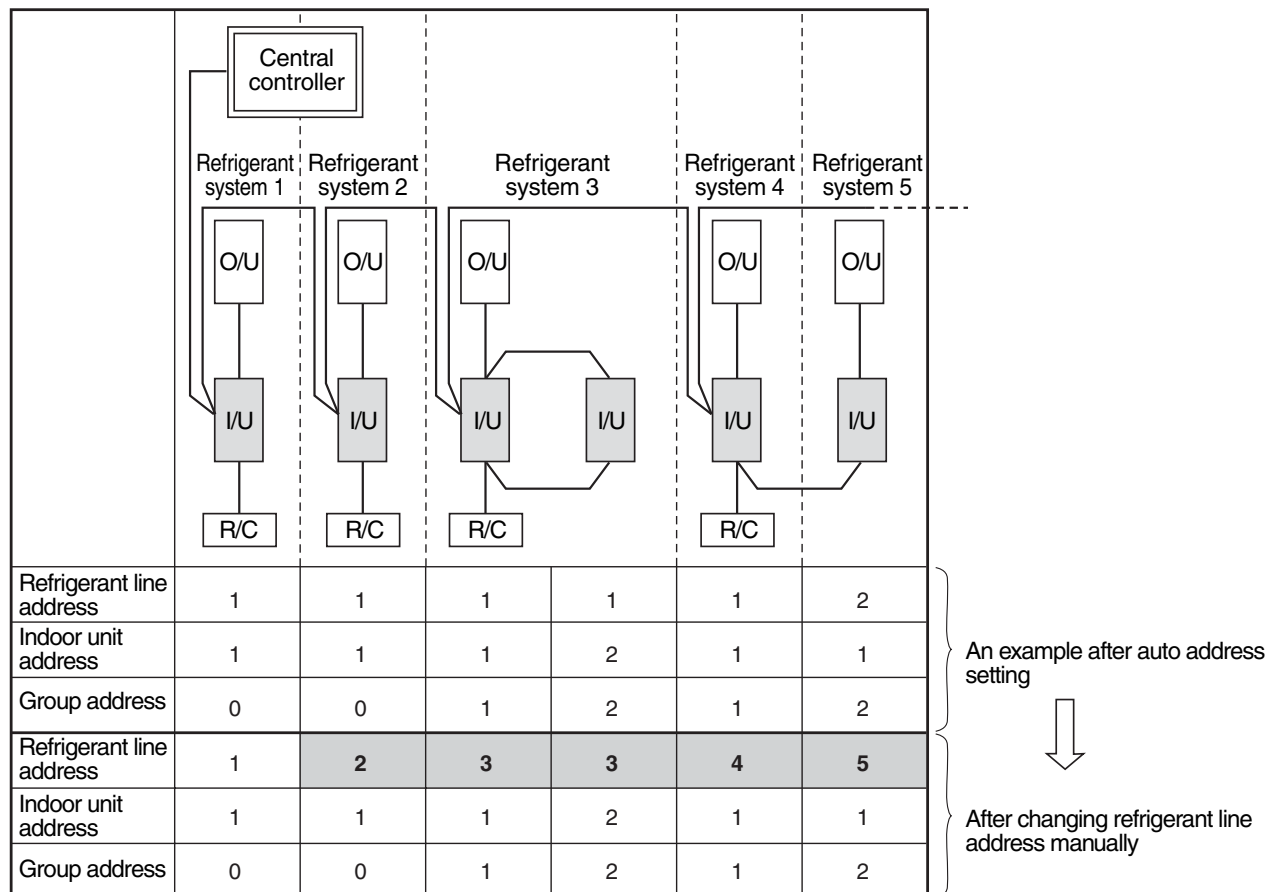 Central
controller
Refrigerant
system 1
Refrigerant
system 2
Refrigerant
system 3
Refrigerant
system 4
Refrigerant
system 5
O/U O/U O/U O/U O/U
I/U I/U I/U I/U I/U I/U
R/C R/C R/C R/C
Refrigerant line
address 1 1 1 1 1 2
Indoor unit
address 1 1 1 2 1 1
Group address 0 0 1 2 1 2
An example after auto address
setting
Refrigerant line
address 1 2 3 3 4 5
Indoor unit
address 1 1 1 2 1 1
Group address 0 0 1 2 1 2
After changing refrigerant line
address manually